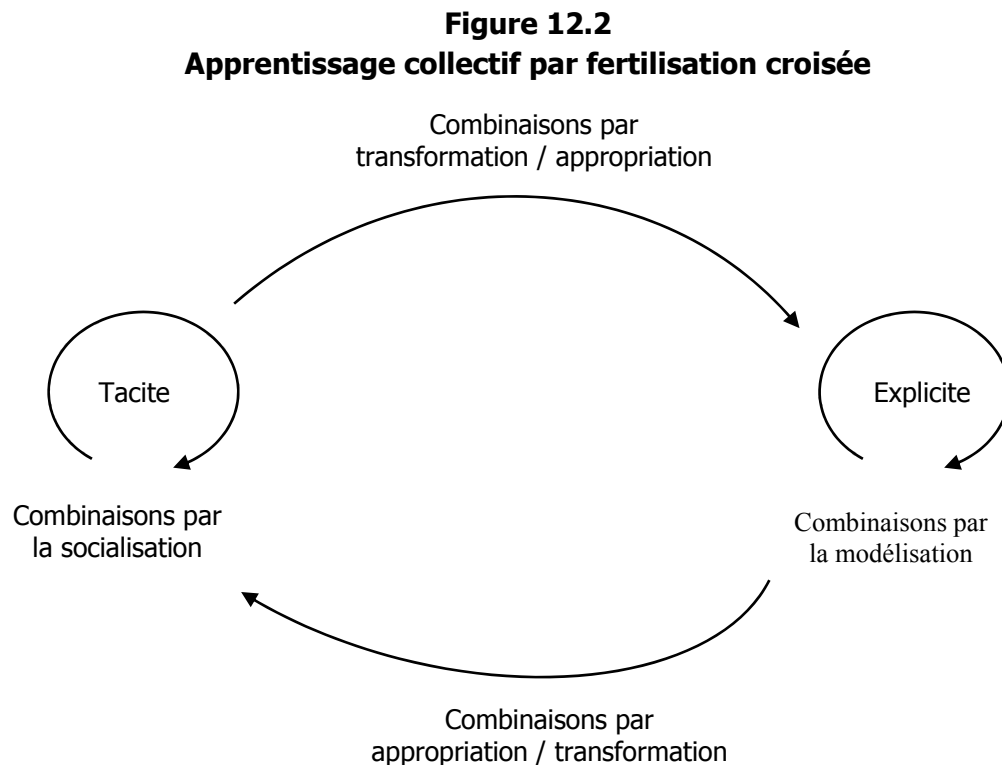 Figure 12.2
Apprentissage collectif par fertilisation croisée
Combinaisons par
transformation / appropriation
Tacite
Explicite
Combinaisons par
la socialisation
Combinaisons par
la modélisation
Combinaisons par
appropriation / transformation